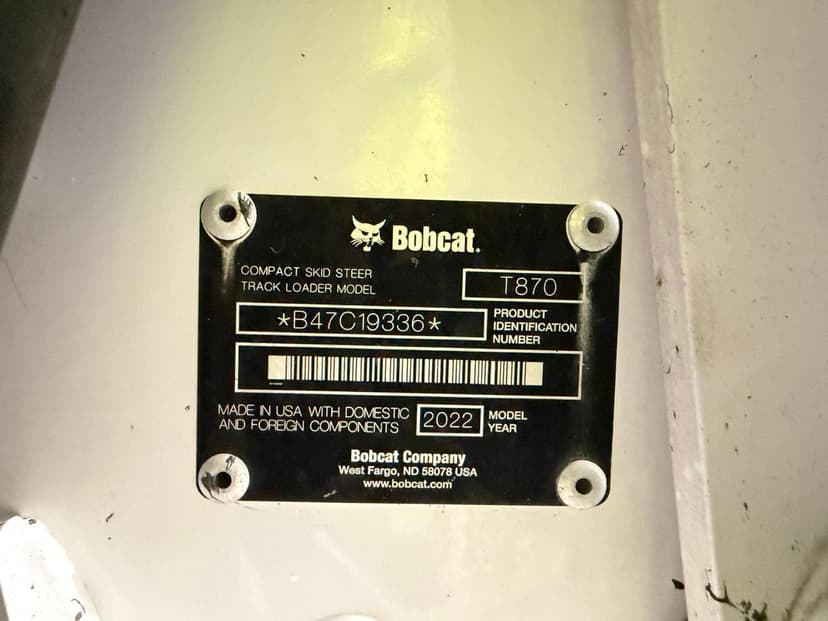 Bobcat.
COMPACT SKID STEER
TRACK LOADER MODEL
T870
*B47C19336*
PRODUCT
IDENTIFICATION
NUMBER
MADE IN USA WITH DOMESTIC
AND FOREIGN COMPONENTS
2022
MODEL
YEAR
Bobcat Company
West Fargo, ND 58078 USA
www.bobcat.com